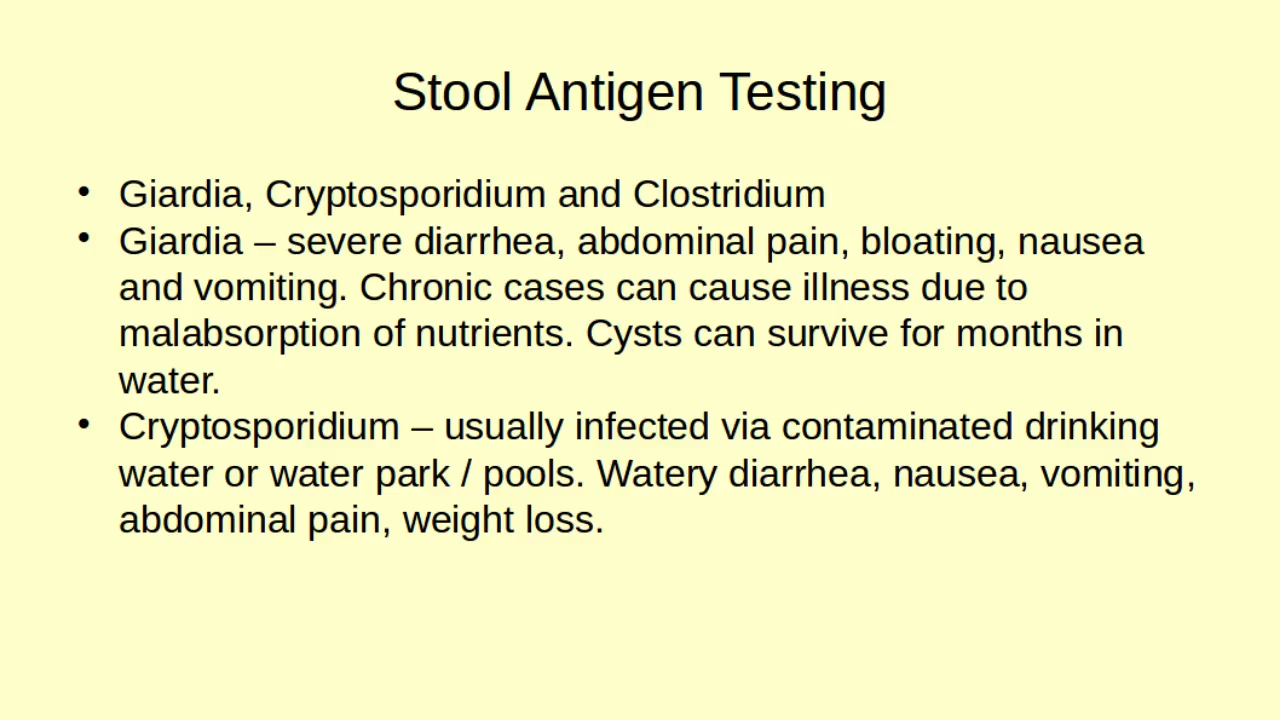 Stool Antigen Testing
• Giardia, Cryptosporidium and Clostridium
• Giardia – severe diarrhea, abdominal pain, bloating, nausea
and vomiting. Chronic cases can cause illness due to
malabsorption of nutrients. Cysts can survive for months in
water.
• Cryptosporidium – usually infected via contaminated drinking
water or water park / pools. Watery diarrhea, nausea, vomiting,
abdominal pain, weight loss.